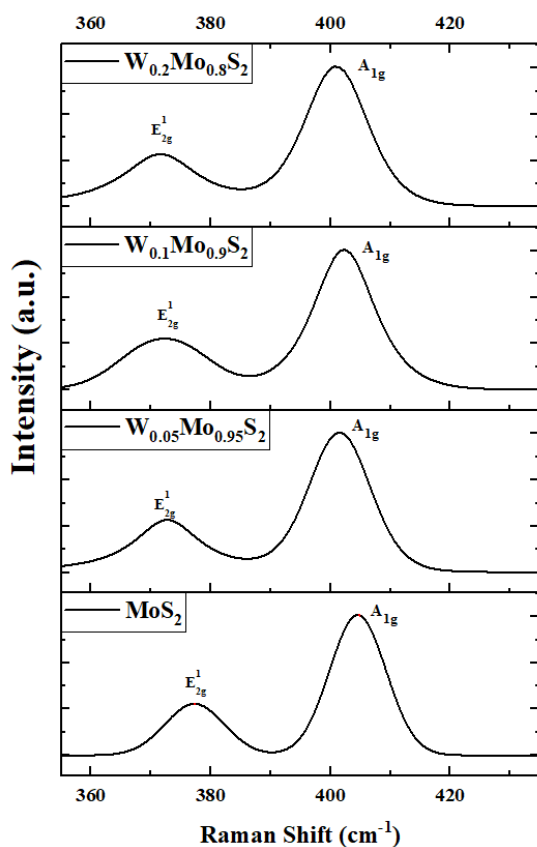 360 380 400 420
W₀.₂Mo₀.₈S₂
E¹₂g
A₁g
W₀.₁Mo₀.₉S₂
E¹₂g
A₁g
W₀.₀₅Mo₀.₉₅S₂
E¹₂g
A₁g
MoS₂
E¹₂g
A₁g
Intensity (a.u.)
360 380 400 420
Raman Shift (cm⁻¹)